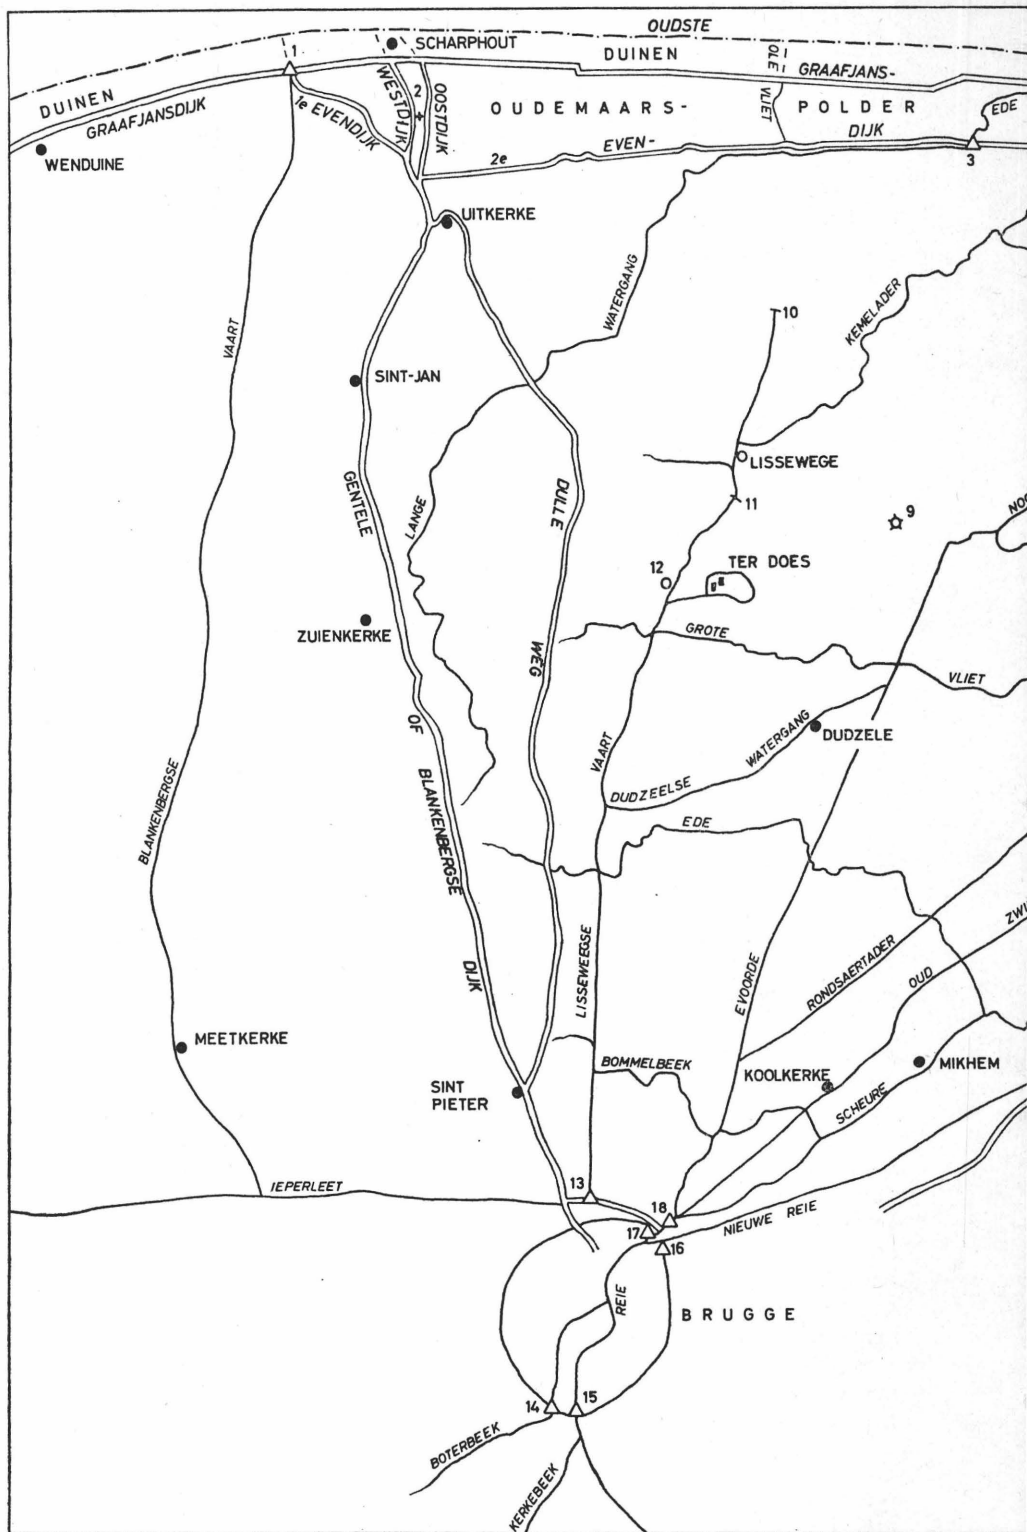 OUDSTE
SCHARPHOUT
1
DUINEN
OLE
VLIET
GRAAFJANS-
DUINEN
GRAAFJANSDIJK
1e EVENDIJK
WESTDIJK
2
OOSTDIJK
OUDEMAARS-
POLDER
EDE
WENDUINE
2e
EVEN-
DIJK
3
UITKERKE
WATERGANG
KEMELADER
10
VAART
SINT-JAN
LISSEWEGE
GENTELE
LANGE
DULLE
11
9
12
TER DOES
ZUIENKERKE
GROTE
WEG
VLIET
OF
VAART
WATERGANG
DUDZELE
DUDZEELSE
BLANKENBERGSE
BLANKENBERGSE
EDE
LISSEWEEGSE
EVOORDE
RONDSAERTADER
OUD
DIJK
MEETKERKE
BOMMELBEEK
KOOLKERKE
MIKHEM
SINT
PIETER
SCHEURE
IEPERLEET
13
18
17
16
NIEUWE REIE
REIE
BRUGGE
14
15
BOTERBEEK
KERKEBEEK